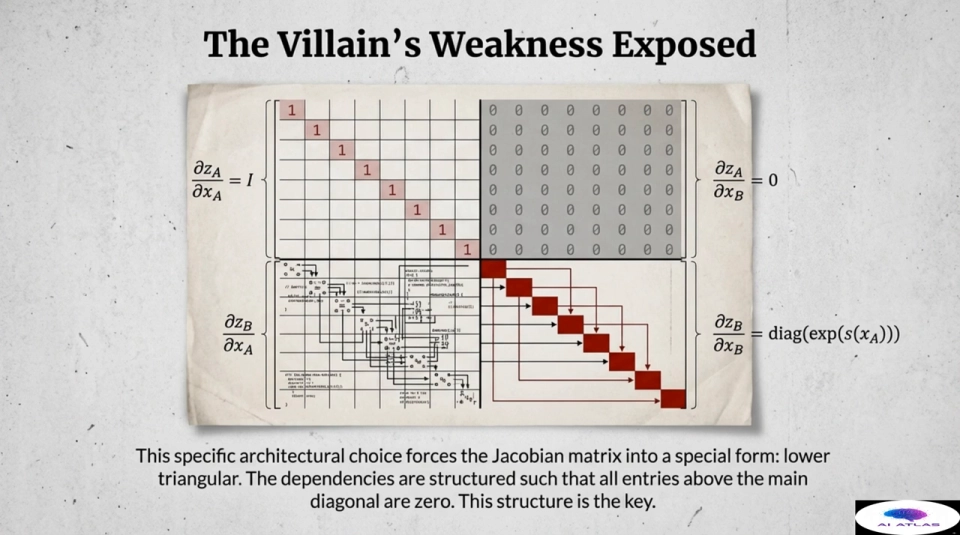 The Villain's Weakness Exposed
∂z_A/∂x_A = I
1 0 0 0 0 0 0 0 0
1 0 0 0 0 0 0 0 0
1 0 0 0 0 0 0 0 0
1 0 0 0 0 0 0 0 0
1 0 0 0 0 0 0 0 0
1 0 0 0 0 0 0 0 0
1 0 0 0 0 0 0 0 0
1 0 0 0 0 0 0 0 0
∂z_A/∂x_B = 0
∂z_B/∂x_A
∂z_B/∂x_B = diag(exp(s(x_A)))
This specific architectural choice forces the Jacobian matrix into a special form: lower
triangular. The dependencies are structured such that all entries above the main
diagonal are zero. This structure is the key.
AI ATLAS